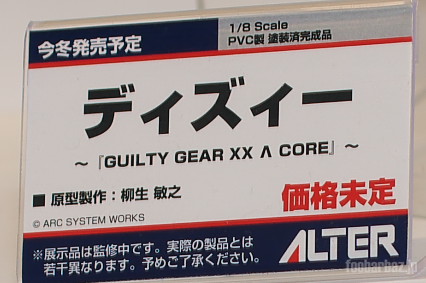 今冬発売予定
1/8 Scale
PVC製 塗装済完成品
ディズィー
～『GUILTY GEAR XX Λ CORE』～
■ 原型製作：柳生 敏之
価格未定
© ARC SYSTEM WORKS
※展示品は監修中です。実際の製品とは
若干異なります。予めご了承ください。
ALTER
foobarbaz.jp